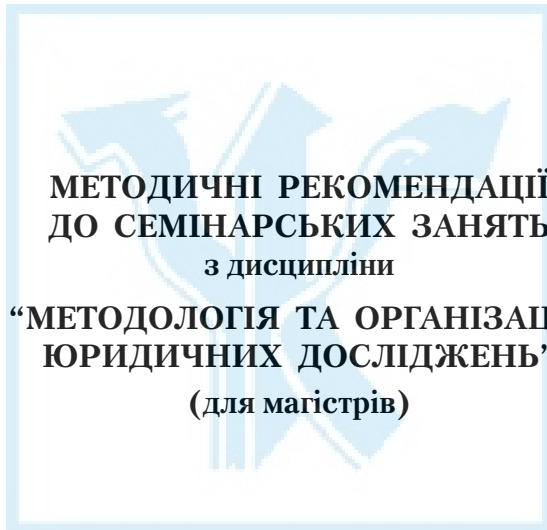 МЕТОДИЧНІ РЕКОМЕНДАЦІЇ
ДО СЕМІНАРСЬКИХ ЗАНЯТЬ
з дисципліни
“МЕТОДОЛОГІЯ ТА ОРГАНІЗАЦ
ЮРИДИЧНИХ ДОСЛІДЖЕНЬ”
(для магістрів)